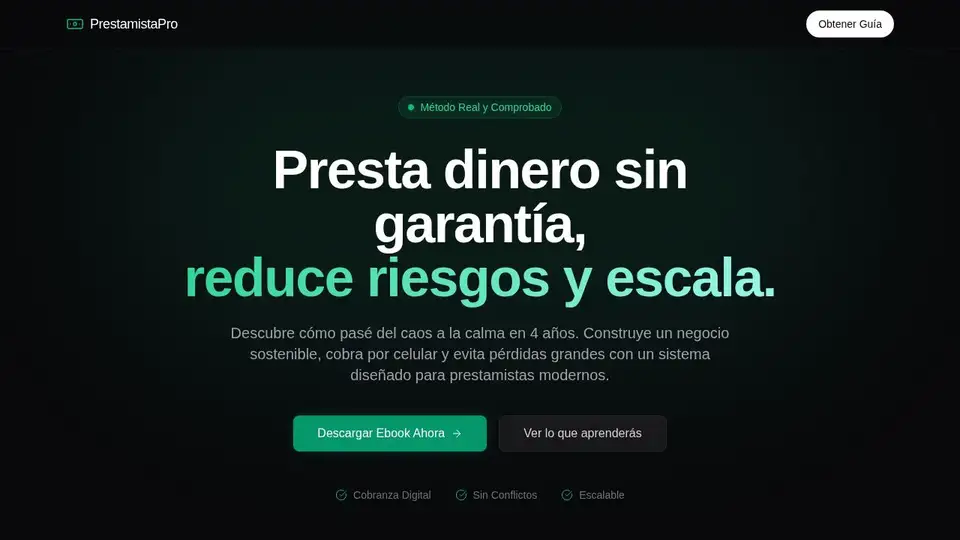 PrestamistaPro
Obtener Guía
Método Real y Comprobado
Presta dinero sin
garantía,
reduce riesgos y escala.
Descubre cómo pasé del caos a la calma en 4 años. Construye un negocio
sostenible, cobra por celular y evita pérdidas grandes con un sistema
diseñado para prestamistas modernos.
Descargar Ebook Ahora →
Ver lo que aprenderás
Cobranza Digital
Sin Conflictos
Escalable